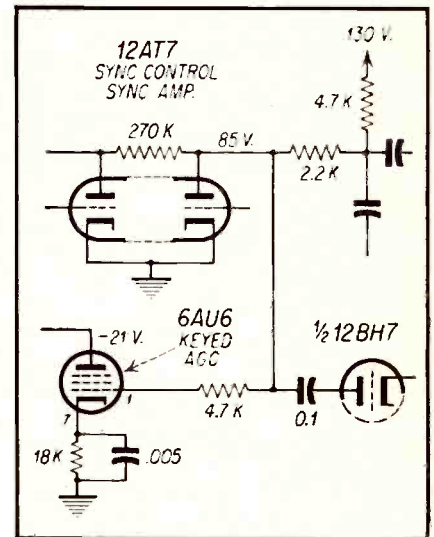 12AT7
SYNC CONTROL
SYNC AMP.
130 V.
4.7 K
270 K
85 V.
2.2 K
-21 V.
6AU6
KEYED
AGC
1
7
4.7 K
0.1
½ 12BH7
18K
.005